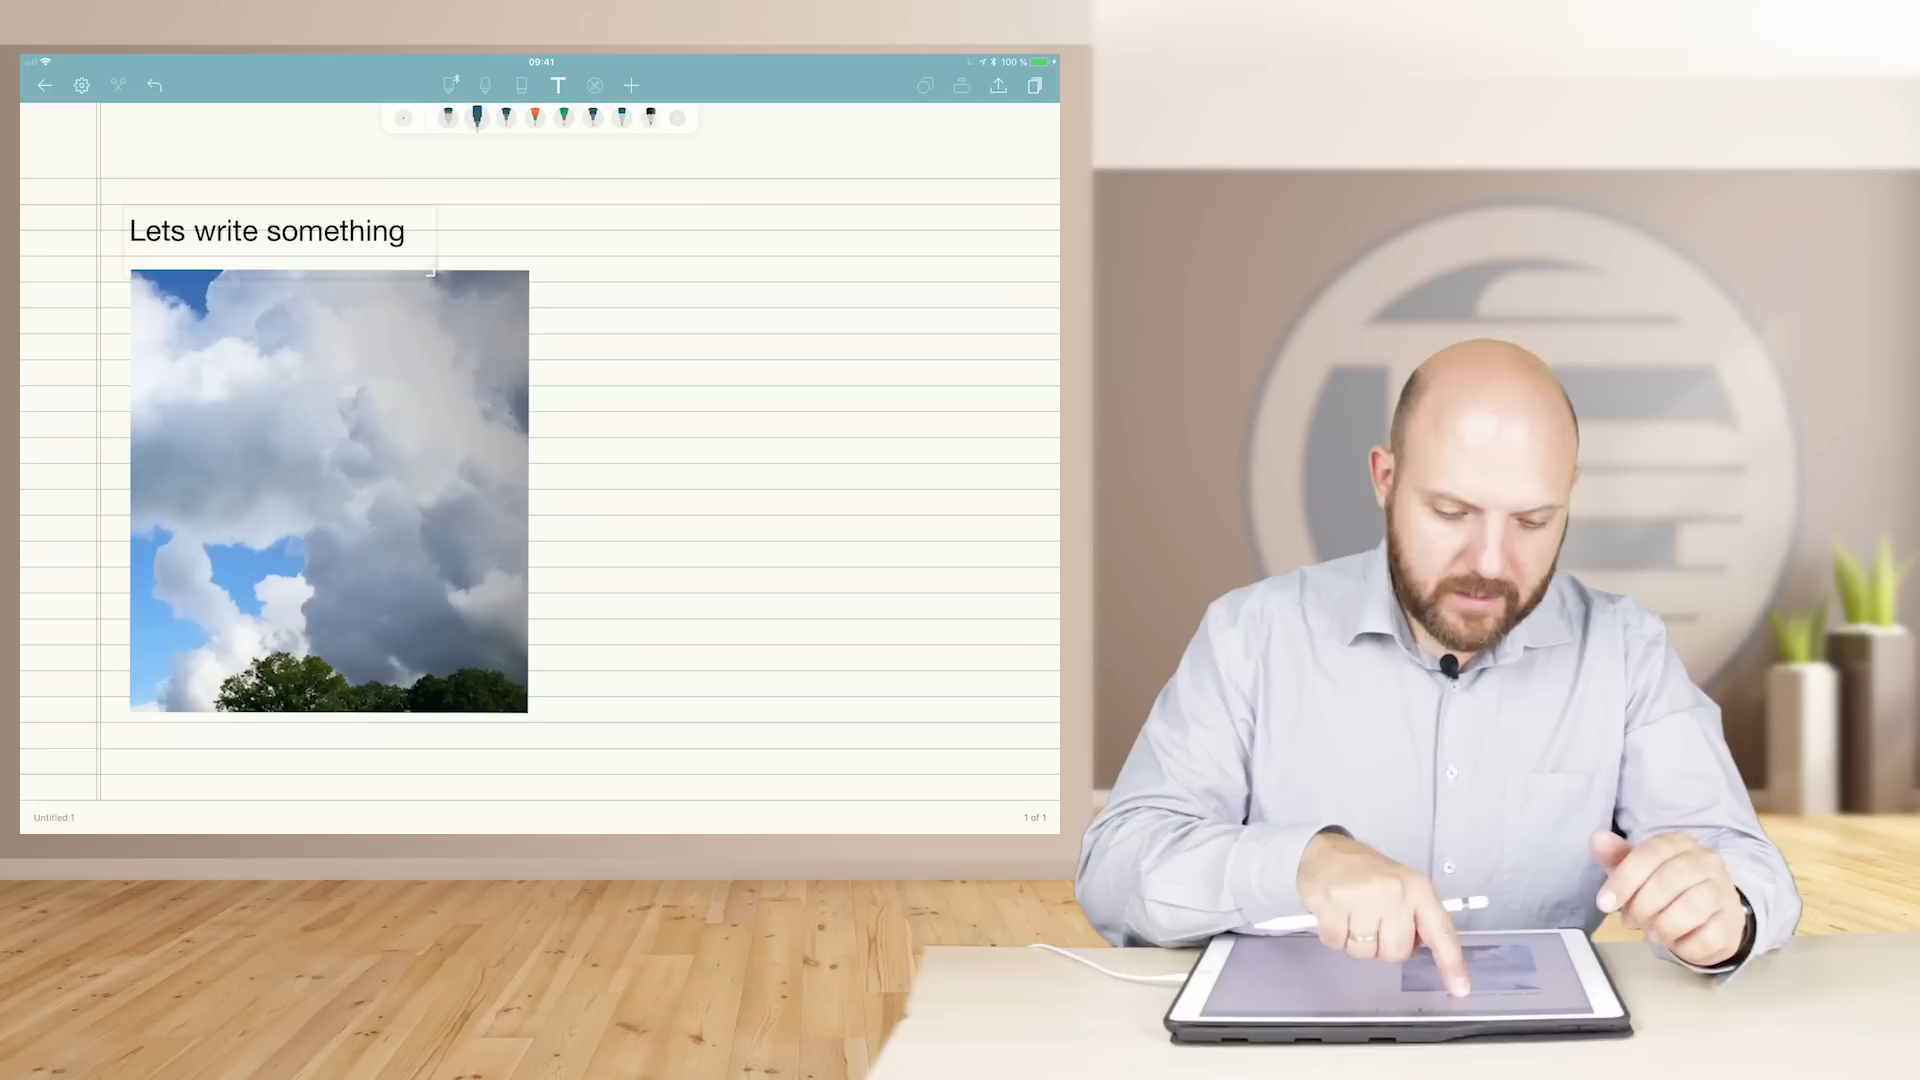 09:41
100 %
T
Lets write something
Untitled 1
1 of 1